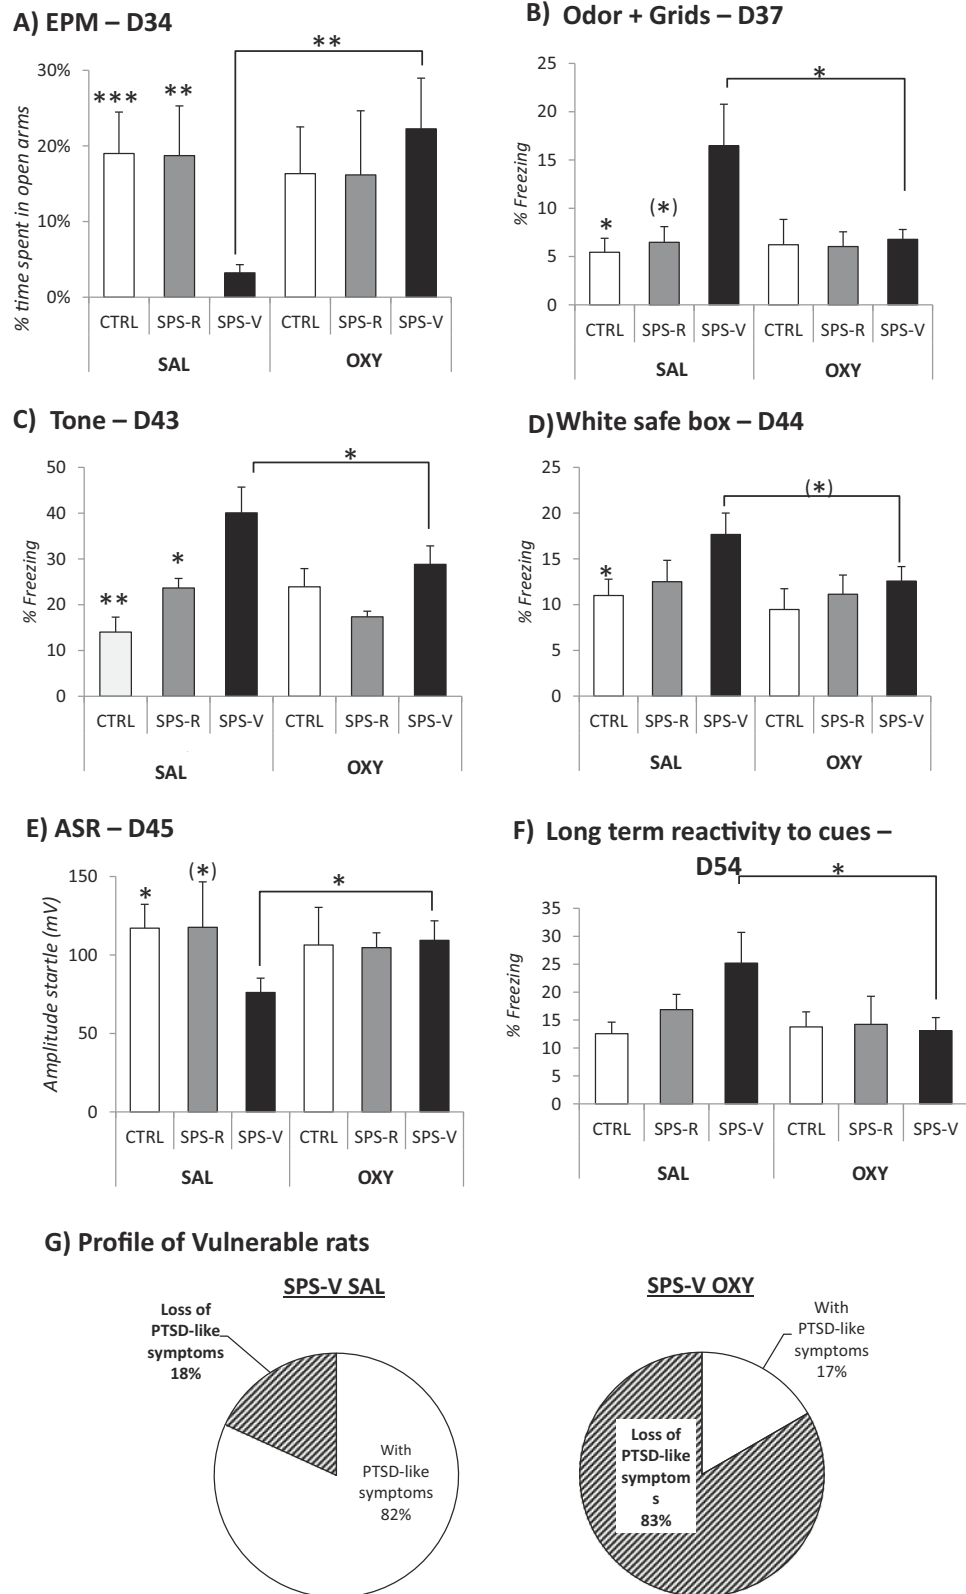 A) EPM – D34
**
30%
20%
10%
0%
% time spent in open arms
***
**
CTRL SPS-R SPS-V CTRL SPS-R SPS-V
SAL OXY
B) Odor + Grids – D37
*
25
20
15
10
5
0
% Freezing
*
(*)
CTRL SPS-R SPS-V CTRL SPS-R SPS-V
SAL OXY
C) Tone – D43
*
50
40
30
20
10
0
% Freezing
**
*
CTRL SPS-R SPS-V CTRL SPS-R SPS-V
SAL OXY
D) White safe box – D44
(*)
25
20
15
10
5
0
% Freezing
*
CTRL SPS-R SPS-V CTRL SPS-R SPS-V
SAL OXY
E) ASR – D45
*
150
100
50
0
Amplitude startle (mV)
*
(*)
CTRL SPS-R SPS-V CTRL SPS-R SPS-V
SAL OXY
F) Long term reactivity to cues –
D54
*
35
30
25
20
15
10
5
0
% Freezing
CTRL SPS-R SPS-V CTRL SPS-R SPS-V
SAL OXY
G) Profile of Vulnerable rats
SPS-V SAL
Loss of
PTSD-like
symptoms
18%
With
PTSD-like
symptoms
82%
SPS-V OXY
With
PTSD-like
symptoms
17%
Loss of
PTSD-like
symptom
s
83%